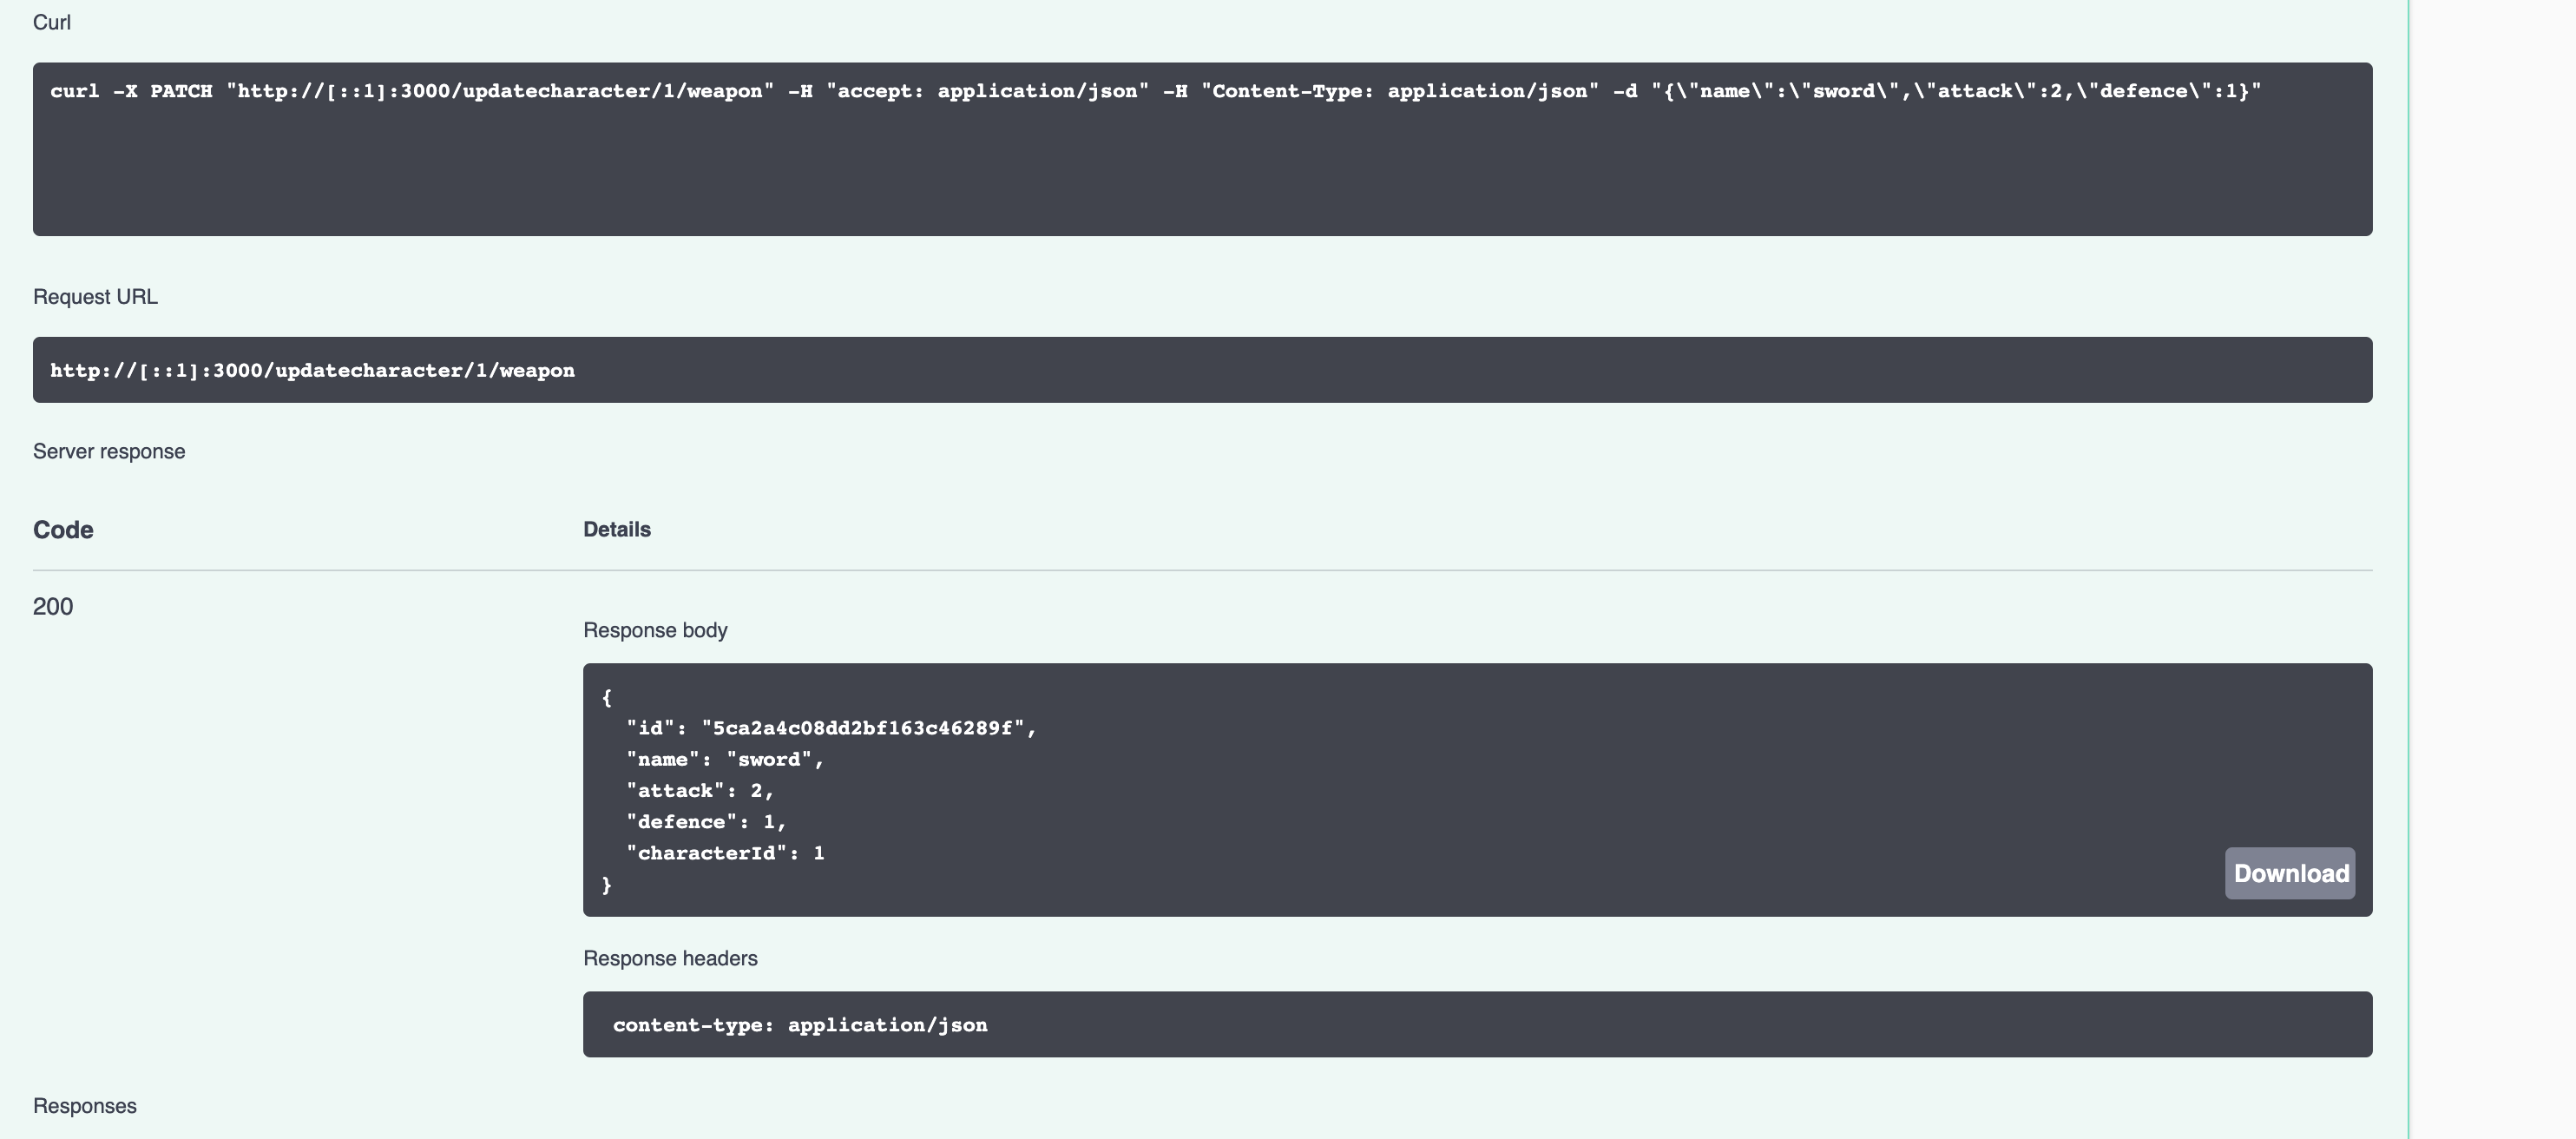 Curl
curl -X PATCH "http://[::1]:3000/updatecharacter/1/weapon" -H "accept: application/json" -H "Content-Type: application/json" -d "{\"name\":\"sword\",\"attack\":2,\"defence\":1}"
Request URL
http://[::1]:3000/updatecharacter/1/weapon
Server response
Code Details
200
Response body
{
"id": "5ca2a4c08dd2bf163c46289f",
"name": "sword",
"attack": 2,
"defence": 1,
"characterId": 1
}
Download
Response headers
content-type: application/json
Responses